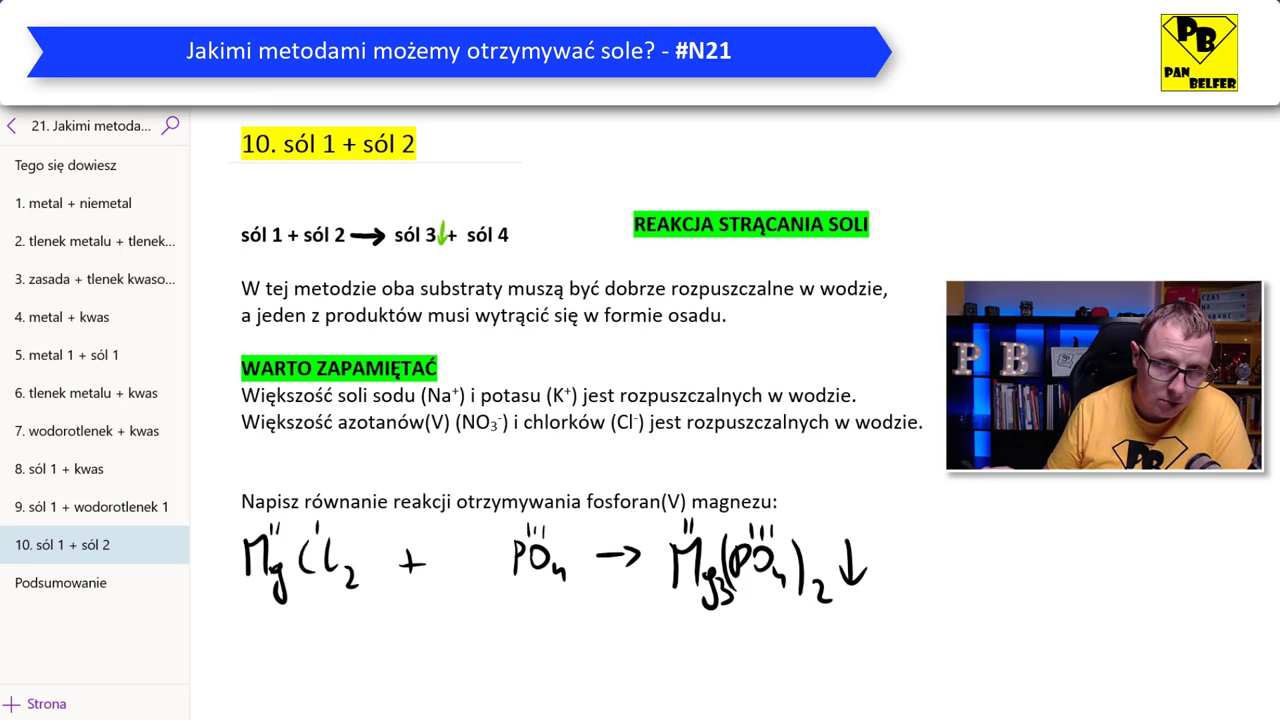 Jakimi metodami możemy otrzymywać sole? - #N21
PB
PAN
BELFER
21. Jakimi metoda...
Tego się dowiesz
1. metal + niemetal
2. tlenek metalu + tlenek...
3. zasada + tlenek kwaso...
4. metal + kwas
5. metal 1 + sól 1
6. tlenek metalu + kwas
7. wodorotlenek + kwas
8. sól 1 + kwas
9. sól 1 + wodorotlenek 1
10. sól 1 + sól 2
Podsumowanie
+ Strona
10. sól 1 + sól 2
sól 1 + sól 2 → sól 3↓+ sól 4
REAKCJA STRĄCANIA SOLI
W tej metodzie oba substraty muszą być dobrze rozpuszczalne w wodzie,
a jeden z produktów musi wytrącić się w formie osadu.
WARTO ZAPAMIĘTAĆ
Większość soli sodu (Na⁺) i potasu (K⁺) jest rozpuszczalnych w wodzie.
Większość azotanów(V) (NO₃⁻) i chlorków (Cl⁻) jest rozpuszczalnych w wodzie.
Napisz równanie reakcji otrzymywania fosforan(V) magnezu:
II I III II III
MgCl₂ + PO₄ → Mg₃(PO₄)₂↓
P B